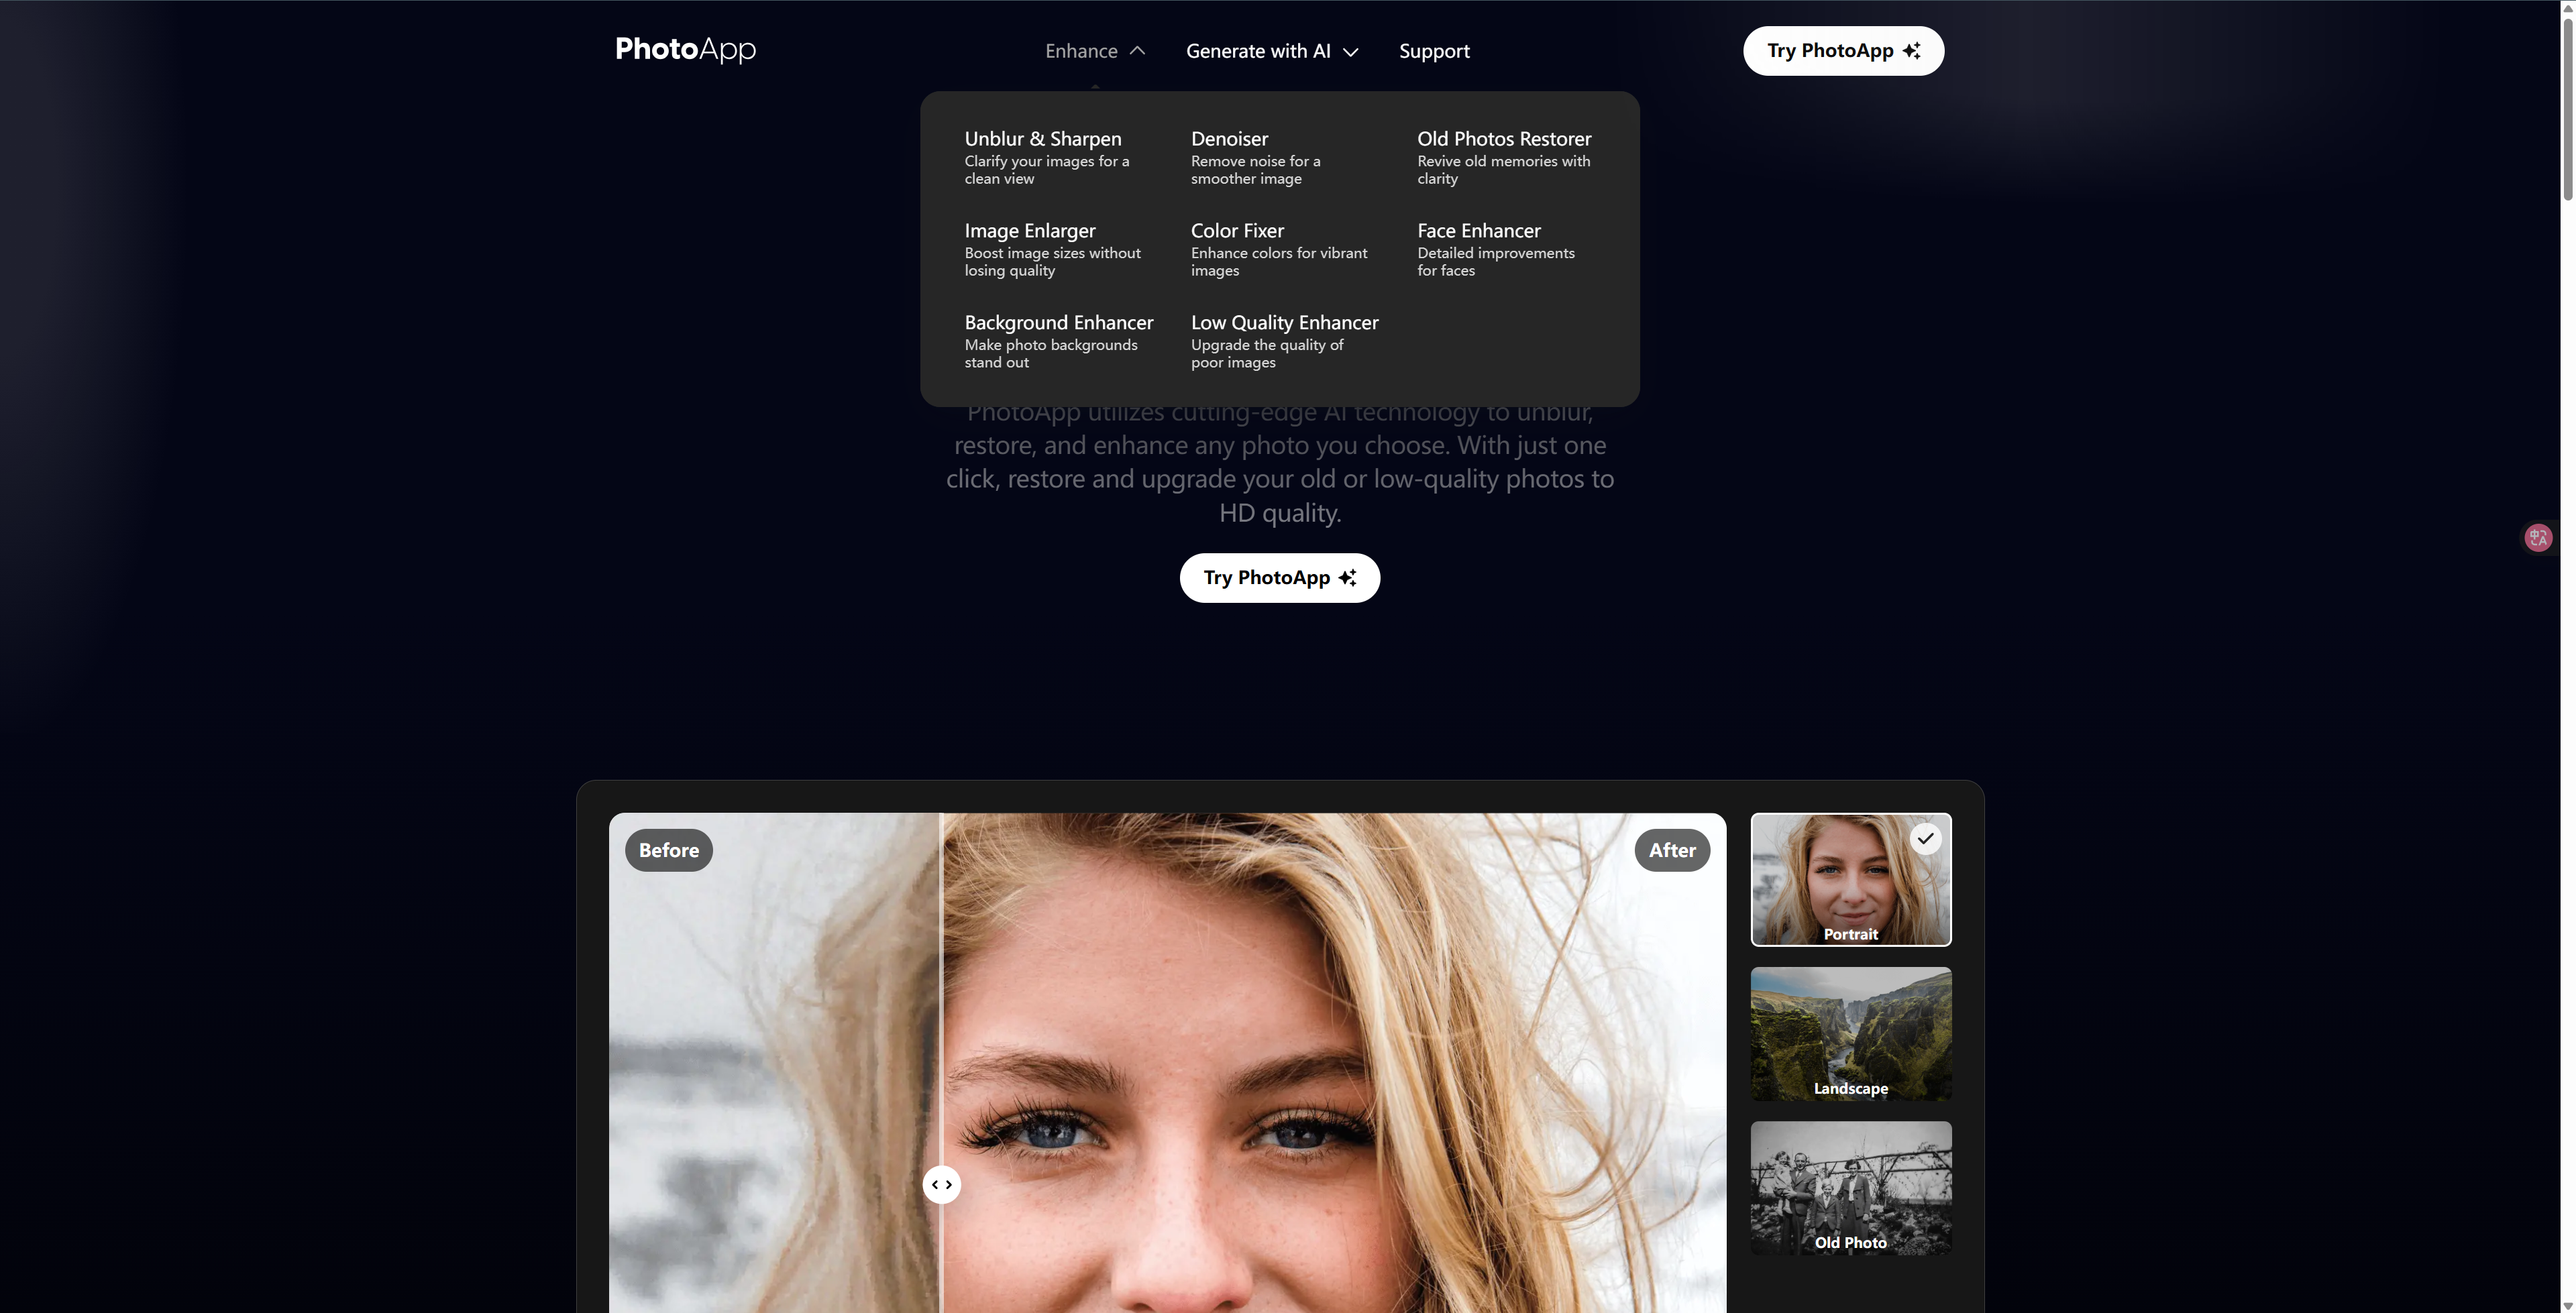 PhotoApp
Enhance
Generate with AI
Support
Try PhotoApp
Unblur & Sharpen
Clarify your images for a
clean view
Denoiser
Remove noise for a
smoother image
Old Photos Restorer
Revive old memories with
clarity
Image Enlarger
Boost image sizes without
losing quality
Color Fixer
Enhance colors for vibrant
images
Face Enhancer
Detailed improvements
for faces
Background Enhancer
Make photo backgrounds
stand out
Low Quality Enhancer
Upgrade the quality of
poor images
PhotoApp utilizes cutting-edge AI technology to unblur,
restore, and enhance any photo you choose. With just one
click, restore and upgrade your old or low-quality photos to
HD quality.
Try PhotoApp
Before
After
Portrait
Landscape
Old Photo